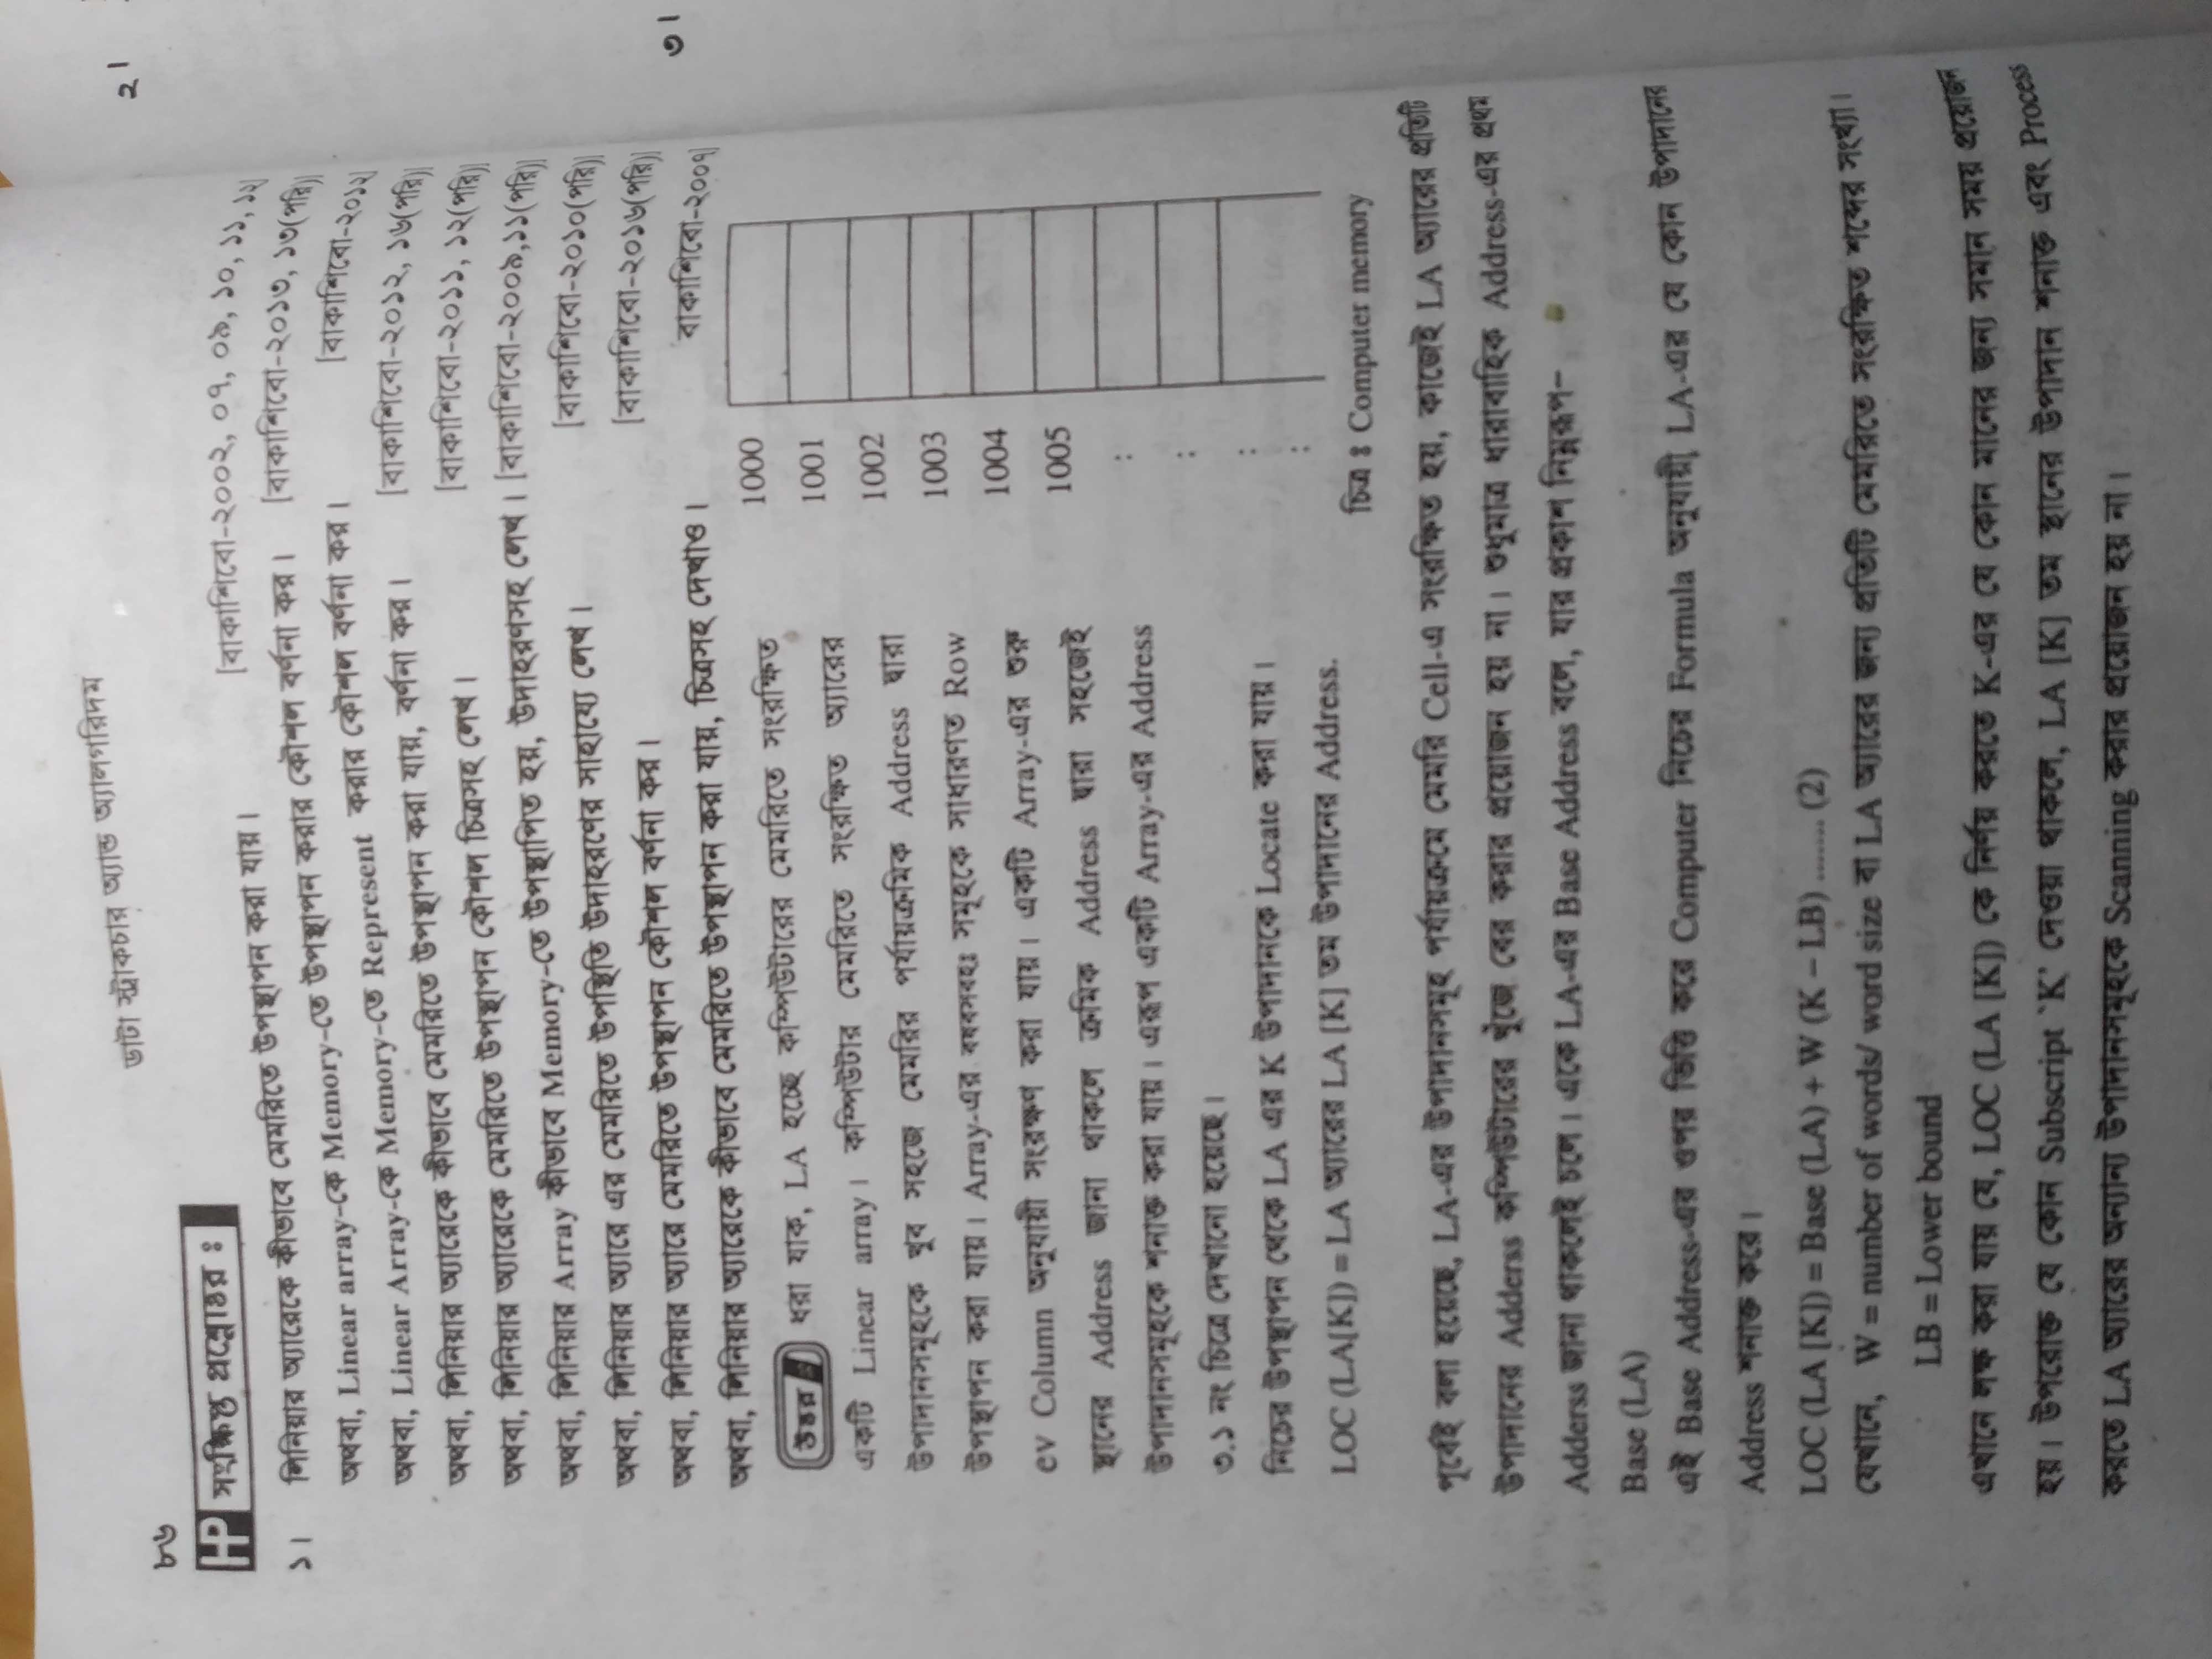 ৮৬
ডাটা স্ট্রাকচার অ্যান্ড অ্যালগরিদম
HP সংক্ষিপ্ত প্রশ্নোত্তর ঃ
১। লিনিয়ার অ্যারেকে কীভাবে মেমরিতে উপস্থাপন করা যায়। [বাকাশিবো-২০০২, ০৭, ০৯, ১০, ১১, ১২]
অথবা, Linear array-কে Memory-তে উপস্থাপন করার কৌশল বর্ণনা কর। [বাকাশিবো-২০১৩, ১৩(পরি)]
অথবা, Linear Array-কে Memory-তে Represent করার কৌশল বর্ণনা কর। [বাকাশিবো-২০১২]
অথবা, লিনিয়ার অ্যারেকে কীভাবে মেমরিতে উপস্থাপন করা যায়, বর্ণনা কর। [বাকাশিবো-২০১২, ১৬(পরি)]
অথবা, লিনিয়ার অ্যারেকে মেমরিতে উপস্থাপন কৌশল চিত্রসহ লেখ। [বাকাশিবো-২০১১, ১২(পরি)]
অথবা, লিনিয়ার Array কীভাবে Memory-তে উপস্থাপিত হয়, উদাহরণসহ লেখ। [বাকাশিবো-২০০৯,১১(পরি)]
অথবা, লিনিয়ার অ্যারে এর মেমরিতে উপস্থিতি উদাহরণের সাহায্যে লেখ। [বাকাশিবো-২০১০(পরি)]
অথবা, লিনিয়ার অ্যারে মেমরিতে উপস্থাপন কৌশল বর্ণনা কর। [বাকাশিবো-২০১৬(পরি)]
অথবা, লিনিয়ার অ্যারেকে কীভাবে মেমরিতে উপস্থাপন করা যায়, চিত্রসহ দেখাও। বাকাশিবো-২০০৭]
উত্তর ঃ ধরা যাক, LA হচ্ছে কম্পিউটারের মেমরিতে সংরক্ষিত
একটি Linear array। কম্পিউটার মেমরিতে সংরক্ষিত অ্যারের
উপাদানসমূহকে খুব সহজে মেমরির পর্যায়ক্রমিক Address দ্বারা
উপস্থাপন করা যায়। Array-এর বষবসবহঃ সমূহকে সাধারণত Row
ev Column অনুযায়ী সংরক্ষণ করা যায়। একটি Array-এর শুরু
স্থানের Address জানা থাকলে ক্রমিক Address দ্বারা সহজেই
উপাদানসমূহকে শনাক্ত করা যায়। এরূপ একটি Array-এর Address
৩.১ নং চিত্রে দেখানো হয়েছে।
নিচের উপস্থাপন থেকে LA এর K উপাদানকে Locate করা যায়।
LOC (LA[K]) = LA অ্যারের LA [K] তম উপাদানের Address.
1000
1001
1002
1003
1004
1005
:
:
:
:
চিত্র ঃ Computer memory
পূর্বেই বলা হয়েছে, LA-এর উপাদানসমূহ পর্যায়ক্রমে মেমরি Cell-এ সংরক্ষিত হয়, কাজেই LA অ্যারের প্রতিটি
উপাদানের Adderss কম্পিউটারের খুঁজে বের করার প্রয়োজন হয় না। শুধুমাত্র ধারাবাহিক Address-এর প্রথম
Adderss জানা থাকলেই চলে। একে LA-এর Base Address বলে, যার প্রকাশ নিম্নরূপ-
Base (LA)
এই Base Address-এর ওপর ভিত্তি করে Computer নিচের Formula অনুযায়ী LA-এর যে কোন উপাদানের
Address শনাক্ত করে।
LOC (LA [K]) = Base (LA) + W (K – LB) ......... (2)
যেখানে, W = number of words/ word size বা LA অ্যারের জন্য প্রতিটি মেমরিতে সংরক্ষিত শব্দের সংখ্যা।
LB = Lower bound
এখানে লক্ষ করা যায় যে, LOC (LA [K]) কে নির্ণয় করতে K-এর যে কোন মানের জন্য সমান সময় প্রয়োজন
হয়। উপরোক্ত যে কোন Subscript `K' দেওয়া থাকলে, LA [K] তম স্থানের উপাদান শনাক্ত এবং Process
করতে LA অ্যারের অন্যান্য উপাদানসমূহকে Scanning করার প্রয়োজন হয় না।
২।
৩।